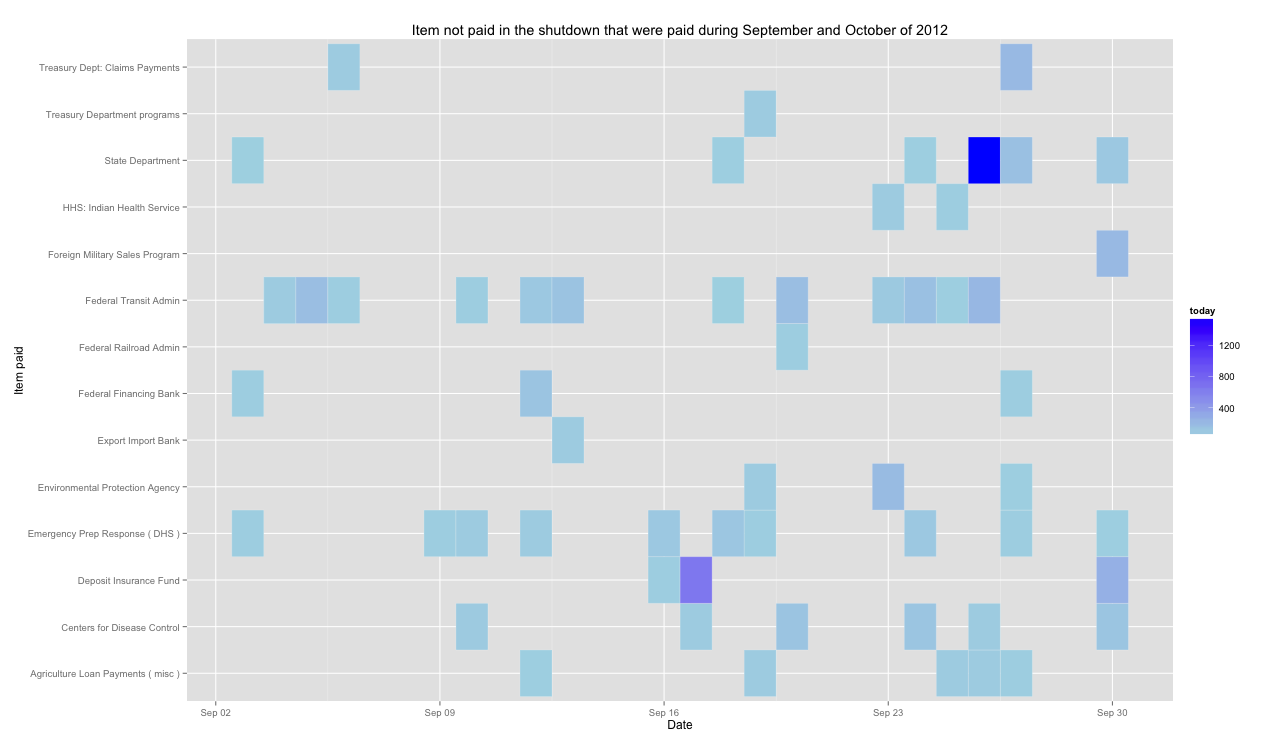 Item not paid in the shutdown that were paid during September and October of 2012
Item paid
Treasury Dept: Claims Payments
Treasury Department programs
State Department
HHS: Indian Health Service
Foreign Military Sales Program
Federal Transit Admin
Federal Railroad Admin
Federal Financing Bank
Export Import Bank
Environmental Protection Agency
Emergency Prep Response ( DHS )
Deposit Insurance Fund
Centers for Disease Control
Agriculture Loan Payments ( misc )
Sep 02
Sep 09
Sep 16
Sep 23
Sep 30
Date
today
1200
800
400